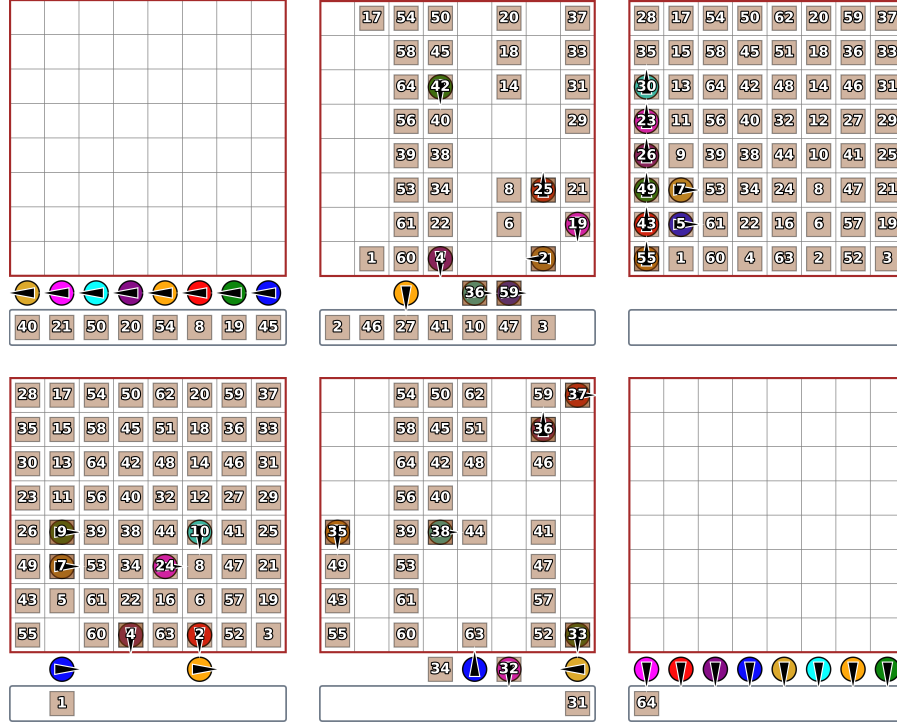 40 21 50 20 54 8 19 45
17 54 50 20 37
58 45 18 33
64 42 14 31
56 40 29
39 38
53 34 8 25 21
61 22 6 19
1 60 4 2
36 59
2 46 27 41 10 47 3
28 17 54 50 62 20 59 37
35 15 58 45 51 18 36 33
30 13 64 42 48 14 46 31
23 11 56 40 32 12 27 29
26 9 39 38 44 10 41 25
49 7 53 34 24 8 47 21
43 5 61 22 16 6 57 19
55 1 60 4 63 2 52 3
28 17 54 50 62 20 59 37
35 15 58 45 51 18 36 33
30 13 64 42 48 14 46 31
23 11 56 40 32 12 27 29
26 9 39 38 44 10 41 25
49 7 53 34 24 8 47 21
43 5 61 22 16 6 57 19
55 60 4 63 2 52 3
1
54 50 62 59 37
58 45 51 36
64 42 48 46
56 40
35 39 38 44 41
49 53 47
43 61 57
55 60 63 52 33
34 32
31
64